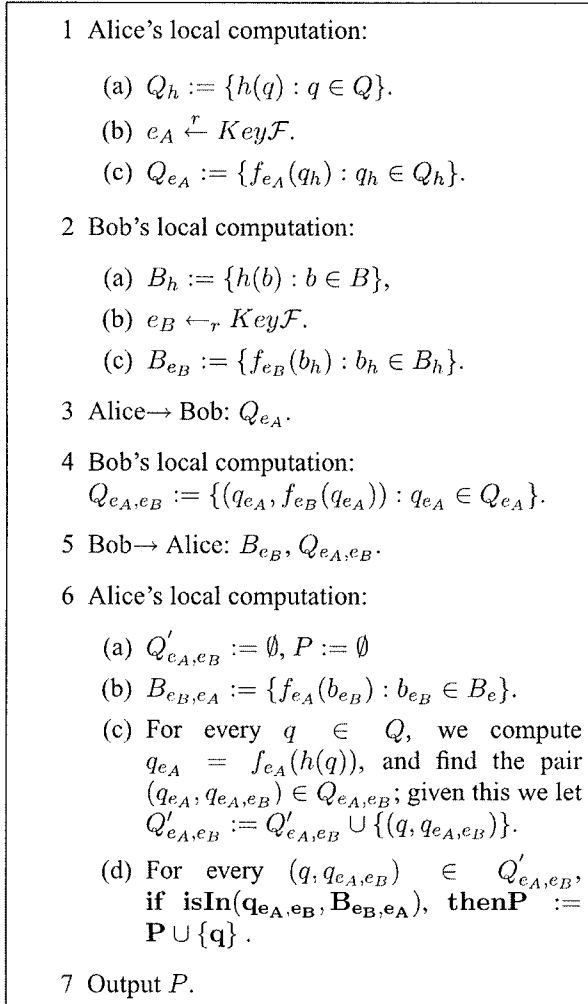 1 Alice's local computation:
(a) Q_h := {h(q) : q ∈ Q}.
(b) e_A ←^r KeyF.
(c) Q_{e_A} := {f_{e_A}(q_h) : q_h ∈ Q_h}.
2 Bob's local computation:
(a) B_h := {h(b) : b ∈ B},
(b) e_B ←_r KeyF.
(c) B_{e_B} := {f_{e_B}(b_h) : b_h ∈ B_h}.
3 Alice→ Bob: Q_{e_A}.
4 Bob's local computation:
Q_{e_A,e_B} := {(q_{e_A}, f_{e_B}(q_{e_A})) : q_{e_A} ∈ Q_{e_A}}.
5 Bob→ Alice: B_{e_B}, Q_{e_A,e_B}.
6 Alice's local computation:
(a) Q'_{e_A,e_B} := ∅, P := ∅
(b) B_{e_B,e_A} := {f_{e_A}(b_{e_B}) : b_{e_B} ∈ B_e}.
(c) For every q ∈ Q, we compute
q_{e_A} = f_{e_A}(h(q)), and find the pair
(q_{e_A}, q_{e_A,e_B}) ∈ Q_{e_A,e_B}; given this we let
Q'_{e_A,e_B} := Q'_{e_A,e_B} ∪ {(q, q_{e_A,e_B})}.
(d) For every (q, q_{e_A,e_B}) ∈ Q'_{e_A,e_B},
if isIn(q_{e_A,e_B}, B_{e_B,e_A}), thenP :=
P ∪ {q} .
7 Output P.